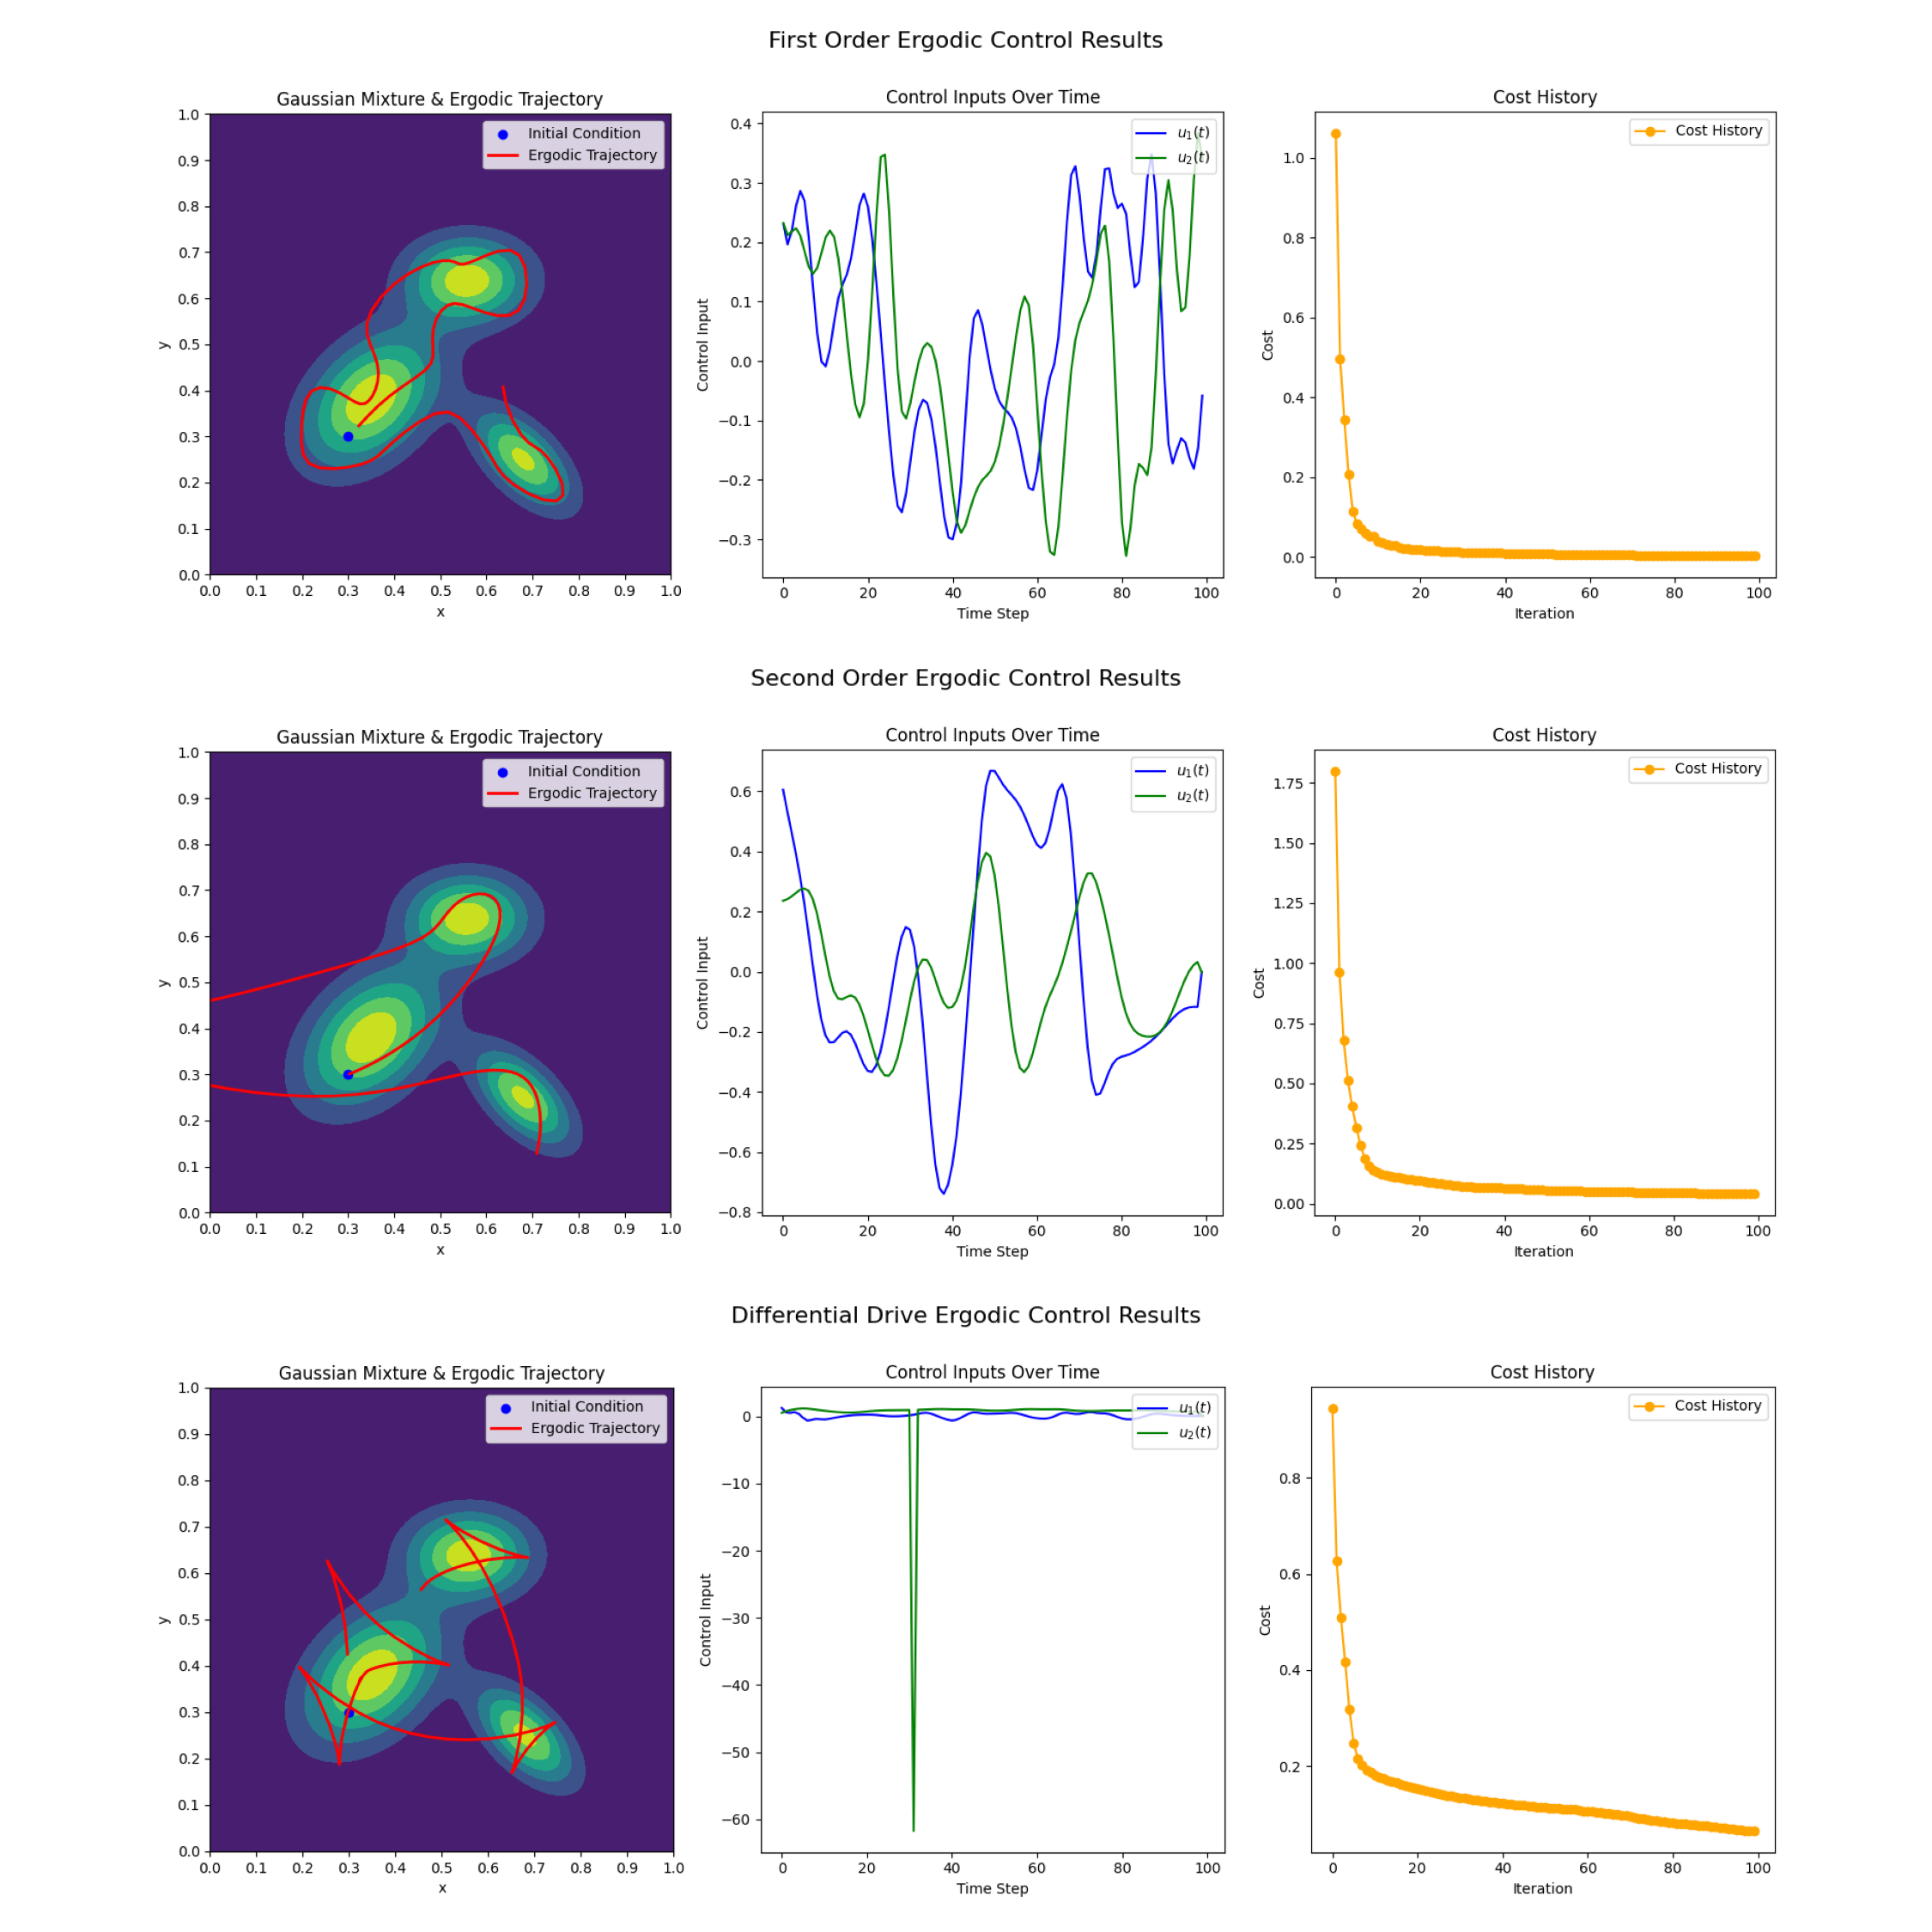 First Order Ergodic Control Results
Gaussian Mixture & Ergodic Trajectory
Initial Condition
Ergodic Trajectory
1.0
0.9
0.8
0.7
0.6
0.5
0.4
0.3
0.2
0.1
0.0
y
0.0 0.1 0.2 0.3 0.4 0.5 0.6 0.7 0.8 0.9 1.0
x
Control Inputs Over Time
u₁(t)
u₂(t)
0.4
0.3
0.2
0.1
0.0
−0.1
−0.2
−0.3
Control Input
0 20 40 60 80 100
Time Step
Cost History
Cost History
1.0
0.8
0.6
0.4
0.2
0.0
Cost
0 20 40 60 80 100
Iteration
Second Order Ergodic Control Results
Gaussian Mixture & Ergodic Trajectory
Initial Condition
Ergodic Trajectory
1.0
0.9
0.8
0.7
0.6
0.5
0.4
0.3
0.2
0.1
0.0
y
0.0 0.1 0.2 0.3 0.4 0.5 0.6 0.7 0.8 0.9 1.0
x
Control Inputs Over Time
u₁(t)
u₂(t)
0.6
0.4
0.2
0.0
−0.2
−0.4
−0.6
−0.8
Control Input
0 20 40 60 80 100
Time Step
Cost History
Cost History
1.75
1.50
1.25
1.00
0.75
0.50
0.25
0.00
Cost
0 20 40 60 80 100
Iteration
Differential Drive Ergodic Control Results
Gaussian Mixture & Ergodic Trajectory
Initial Condition
Ergodic Trajectory
1.0
0.9
0.8
0.7
0.6
0.5
0.4
0.3
0.2
0.1
0.0
y
0.0 0.1 0.2 0.3 0.4 0.5 0.6 0.7 0.8 0.9 1.0
x
Control Inputs Over Time
u₁(t)
u₂(t)
0
−10
−20
−30
−40
−50
−60
Control Input
0 20 40 60 80 100
Time Step
Cost History
Cost History
0.8
0.6
0.4
0.2
Cost
0 20 40 60 80 100
Iteration